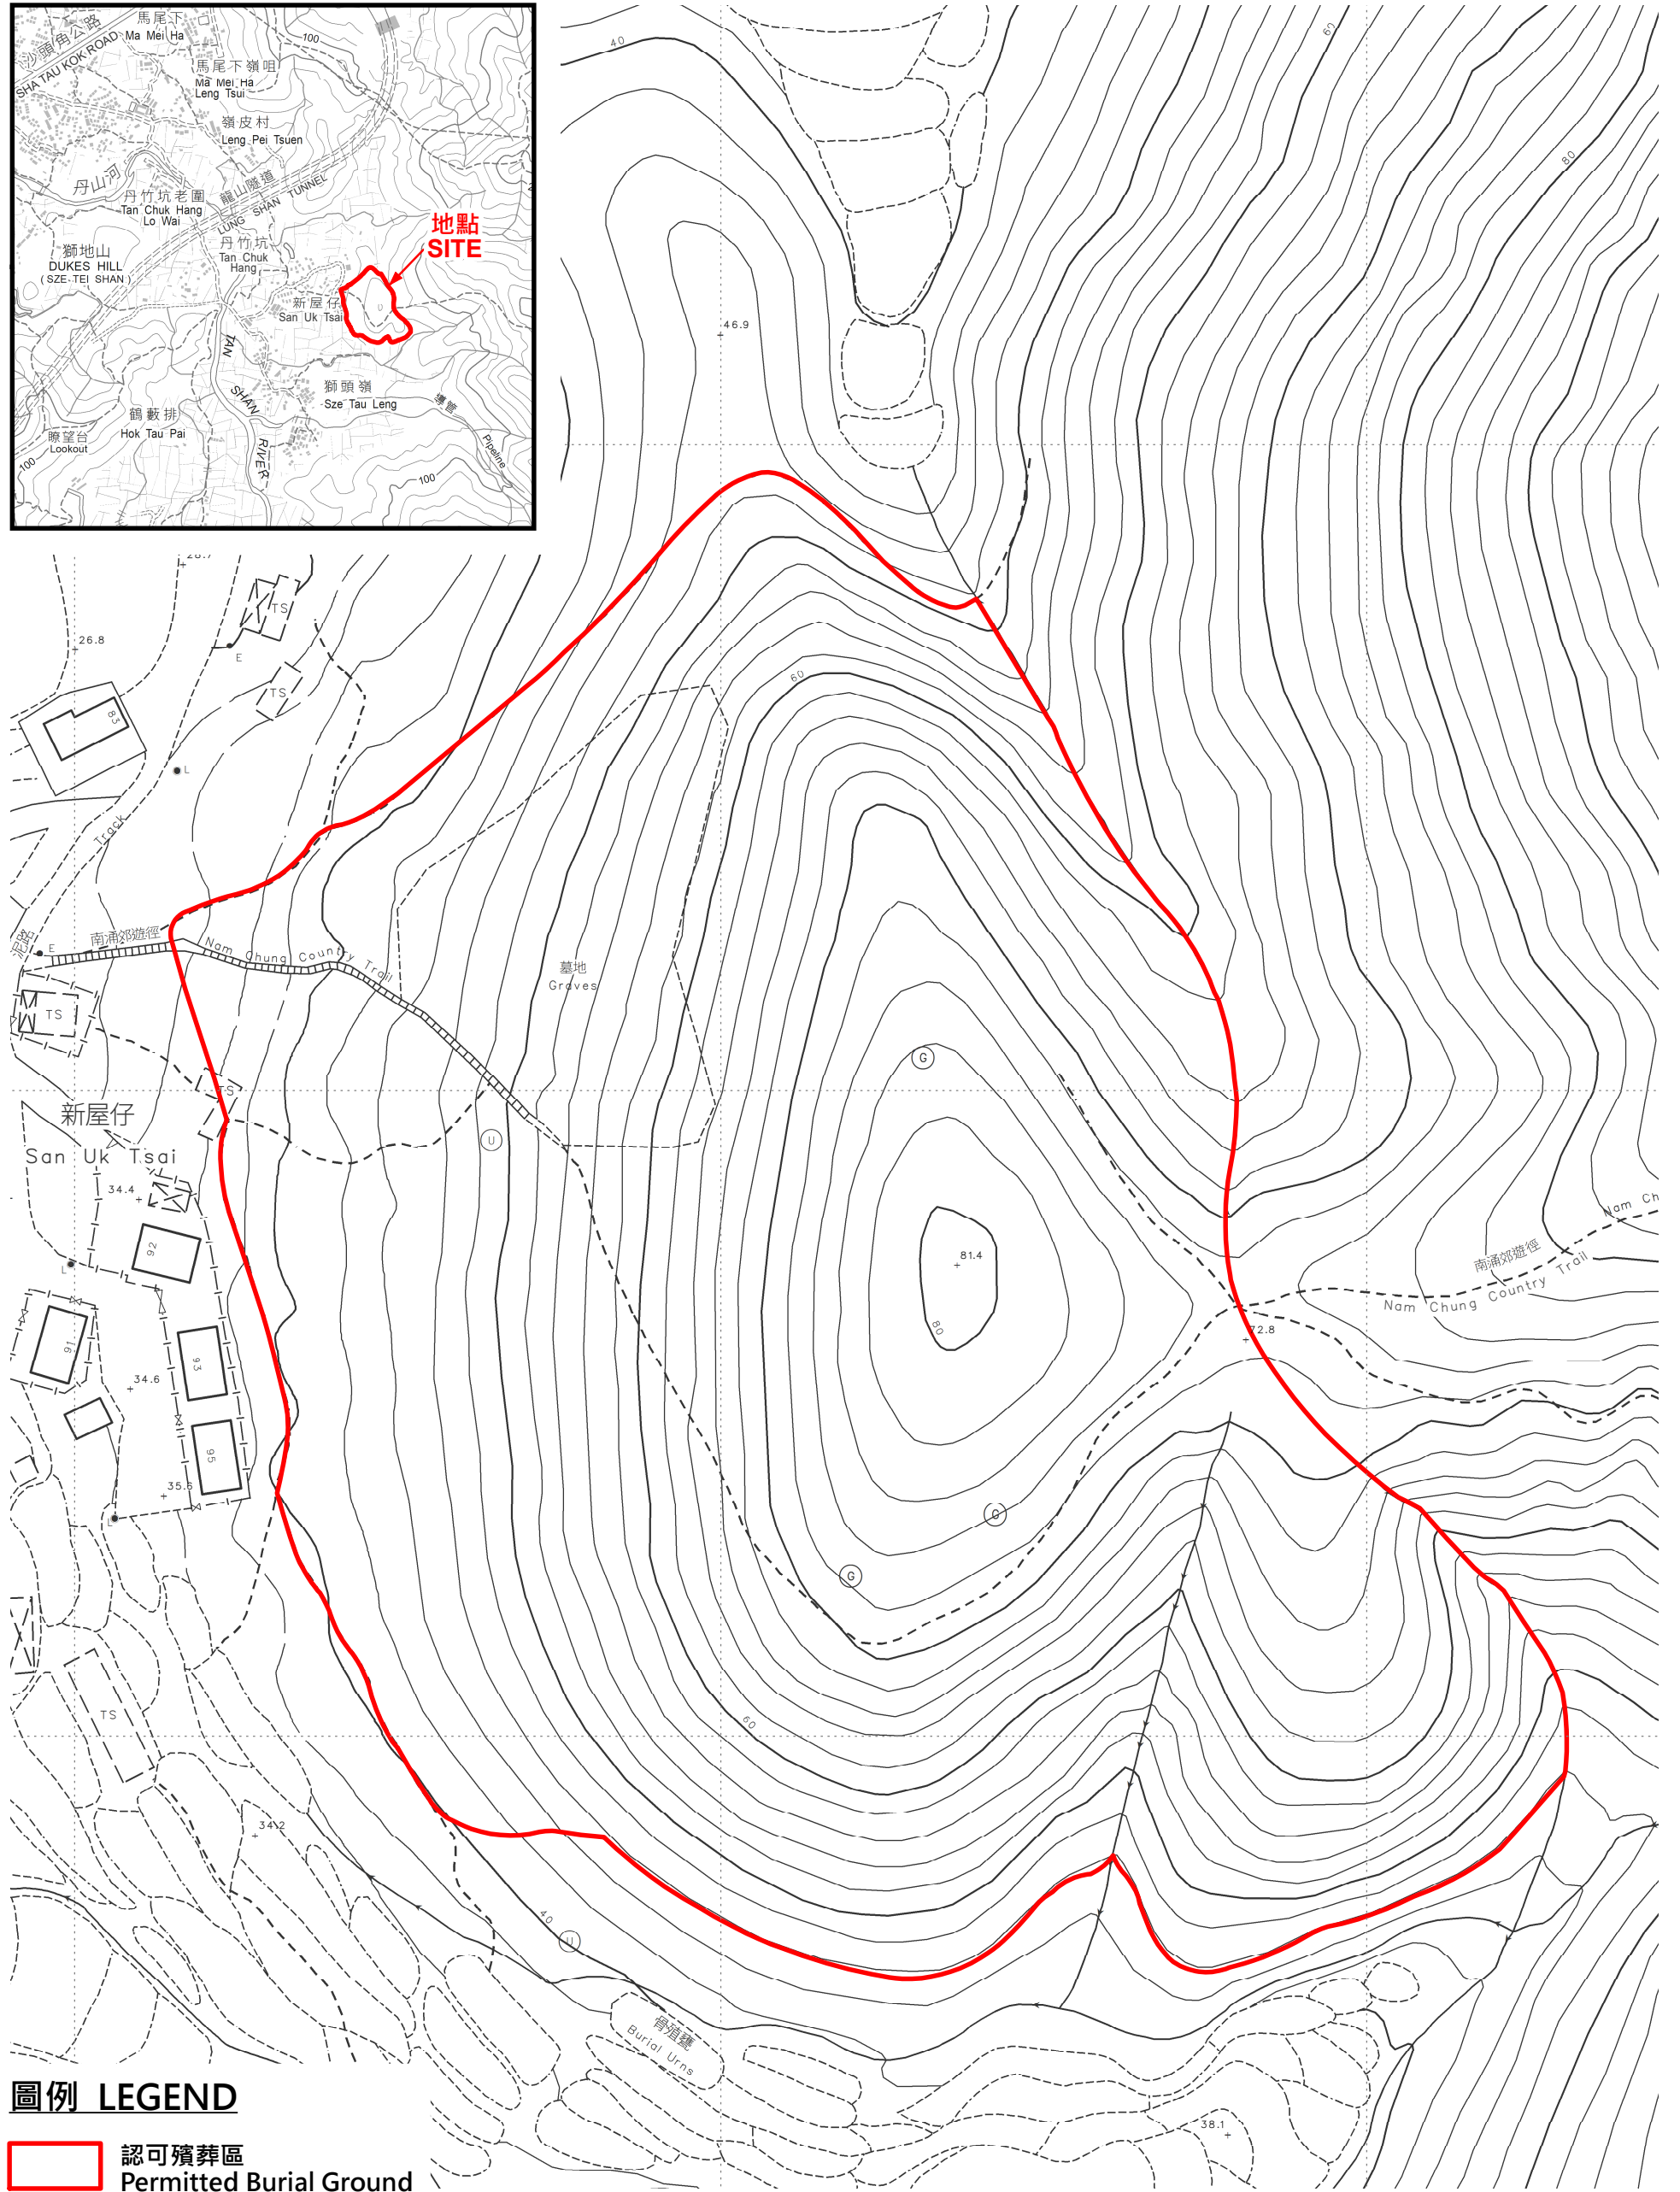 馬尾下
Ma Mei Ha
沙頭角公路
SHA TAU KOK ROAD
100
馬尾下嶺咀
Ma Mei Ha
Leng Tsui
嶺皮村
Leng Pei Tsuen
丹山河
丹竹坑老圍
Tan Chuk Hang
Lo Wai
龍山隧道
LUNG SHAN TUNNEL
地點
SITE
獅地山
DUKES HILL
( SZE TEI SHAN )
丹竹坑
Tan Chuk
Hang
新屋仔
San Uk Tsai
TAN SHAN RIVER
獅頭嶺
Sze Tau Leng
導管
Pipeline
鶴藪排
Hok Tau Pai
瞭望台
Lookout
100
100
40
60
80
46.9
26.8
TS
E
TS
83
L
Track
60
E
南涌郊遊徑
Nam Chung Country Trail
墓地
Graves
TS
TS
G
U
新屋仔
San Uk Tsai
34.4
92
L
81.4
80
南涌郊遊徑
Nam Chung Country Trail
Nam Ch
72.8
91
93
34.6
95
35.6
L
G
G
TS
60
34.2
40
U
骨殖甕
Burial Urns
38.1
圖例 LEGEND
認可殯葬區
Permitted Burial Ground